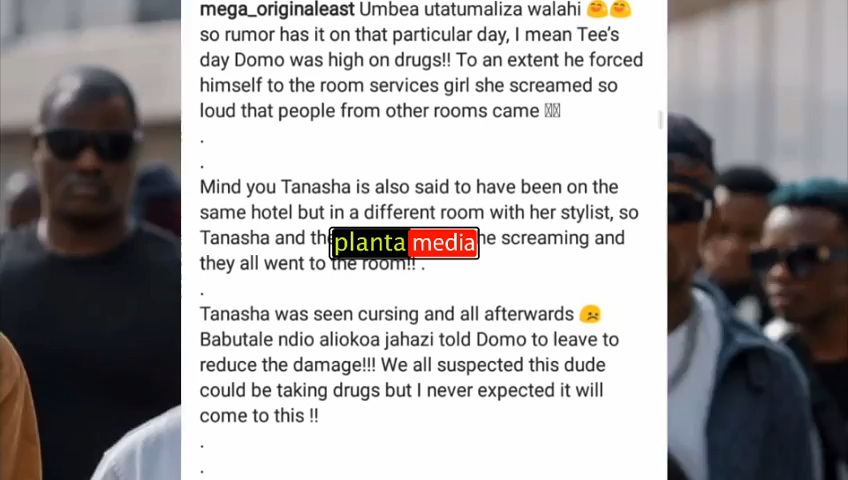 mega_originaleast Umbea utatumaliza walahi 😊😊
so rumor has it on that particular day, I mean Tee's
day Domo was high on drugs!! To an extent he forced
himself to the room services girl she screamed so
loud that people from other rooms came
.
.
Mind you Tanasha is also said to have been on the
same hotel but in a different room with her stylist, so
Tanasha and planta media screaming and
they all went to the room!! .
.
Tanasha was seen cursing and all afterwards ☹
Babutale ndio aliokoa jahazi told Domo to leave to
reduce the damage!!! We all suspected this dude
could be taking drugs but I never expected it will
come to this !!
.
.